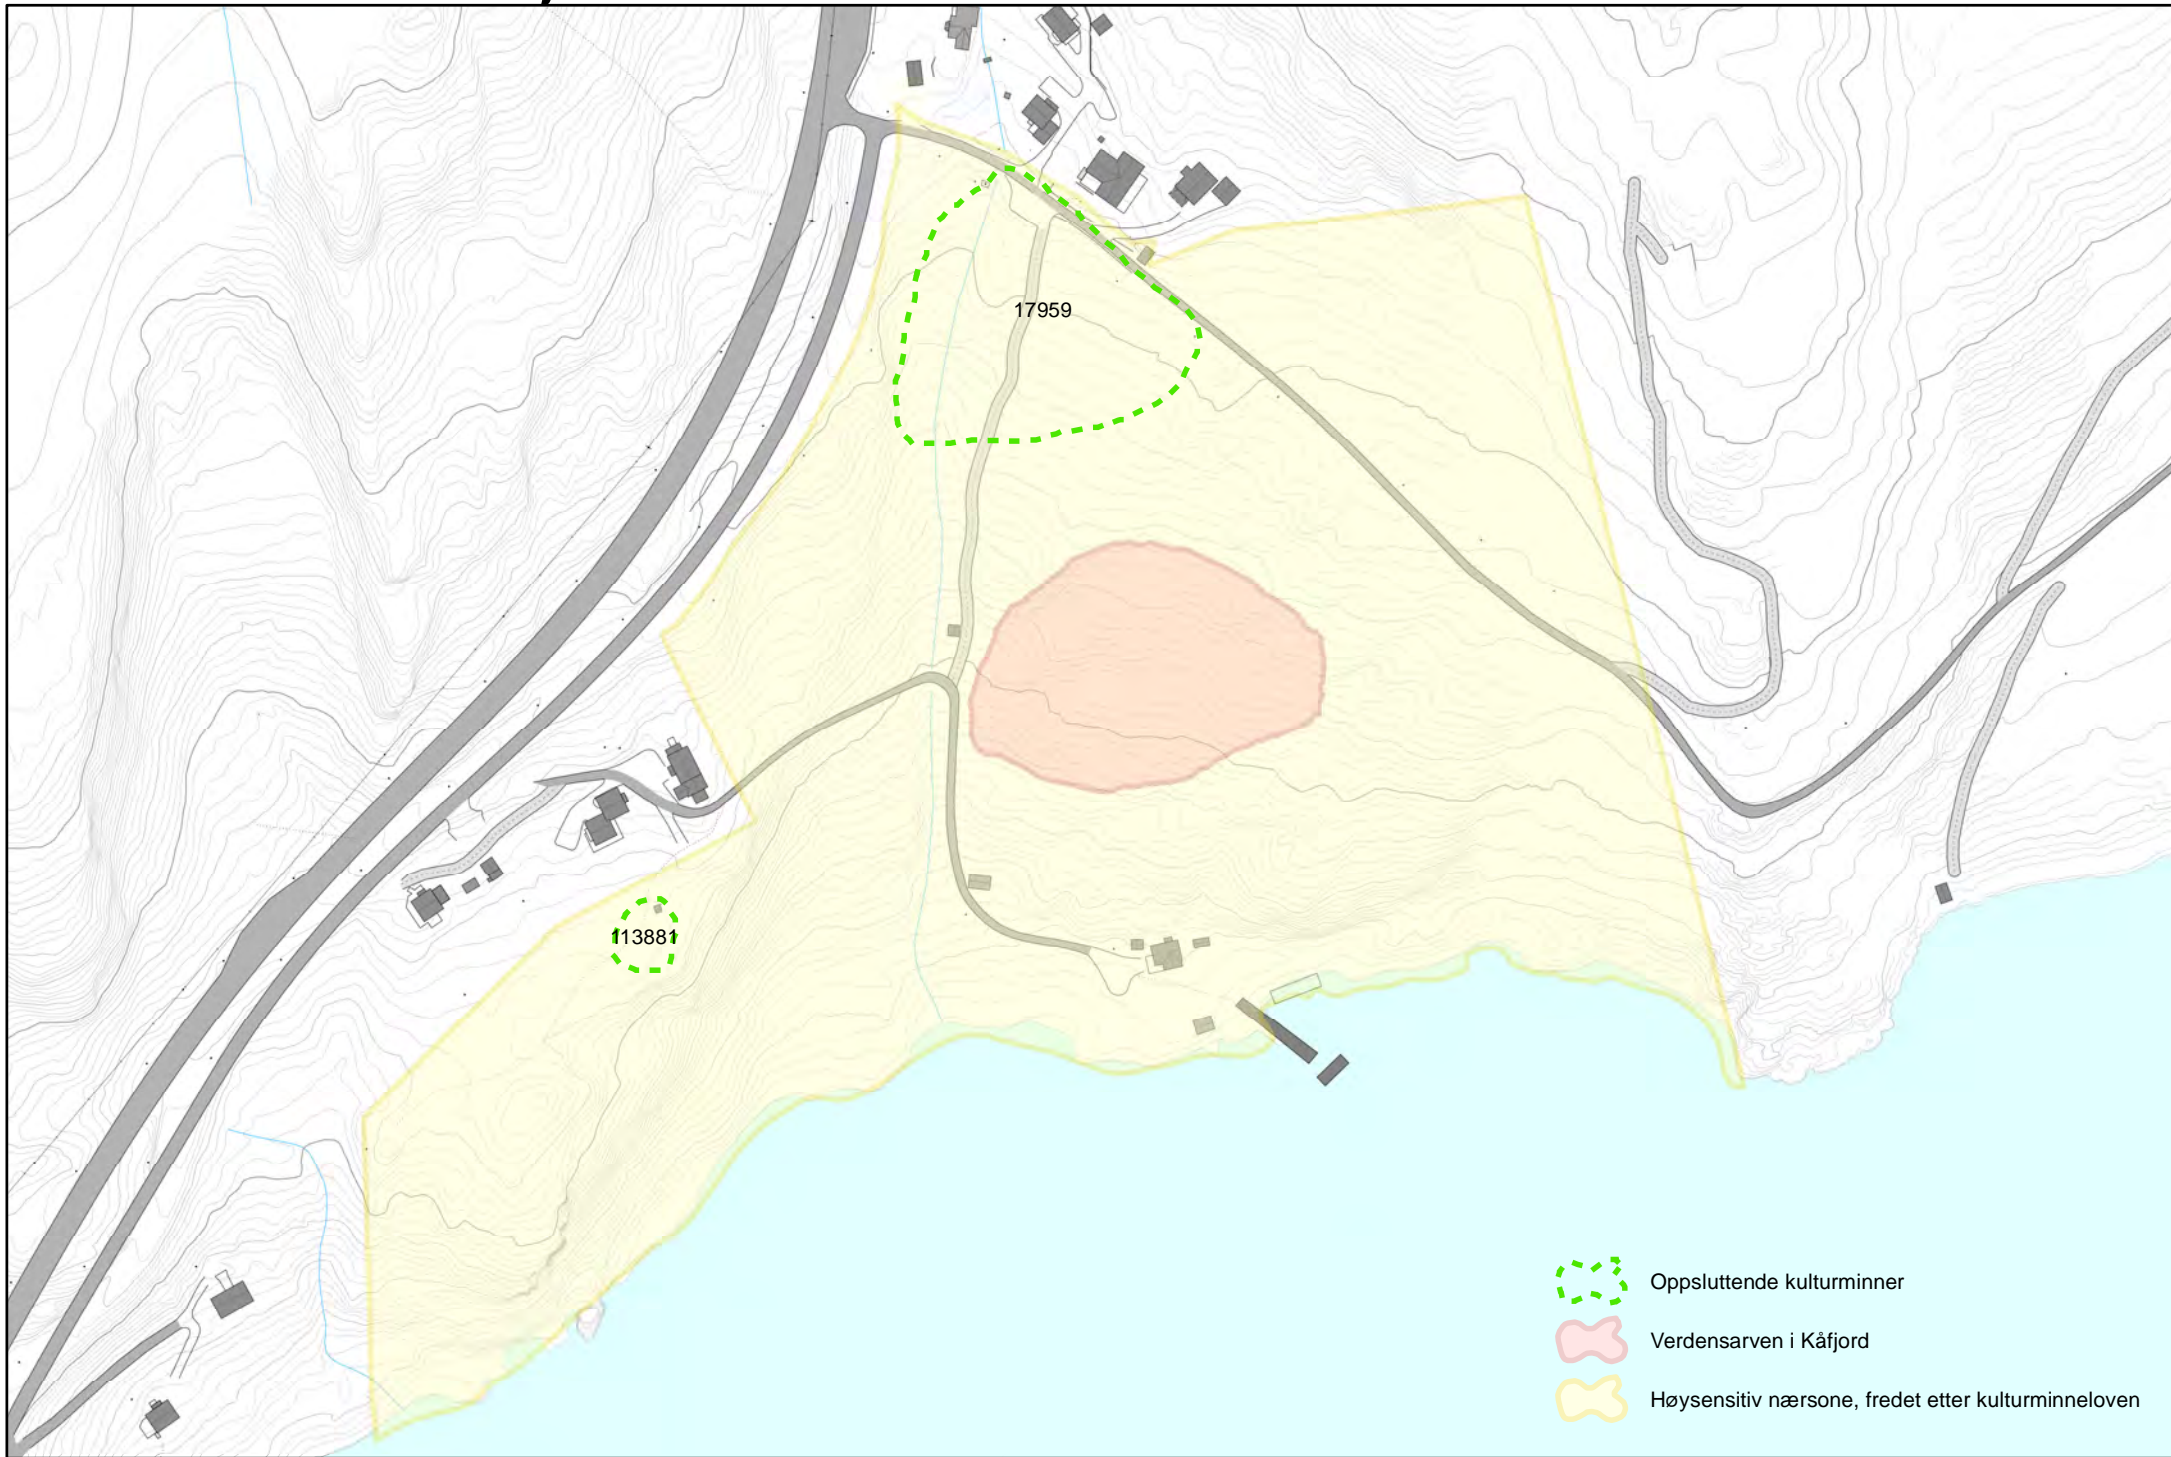 17959
113881
Oppsluttende kulturminner
Verdensarven i Kåfjord
Høysensitiv nærsone, fredet etter kulturminneloven